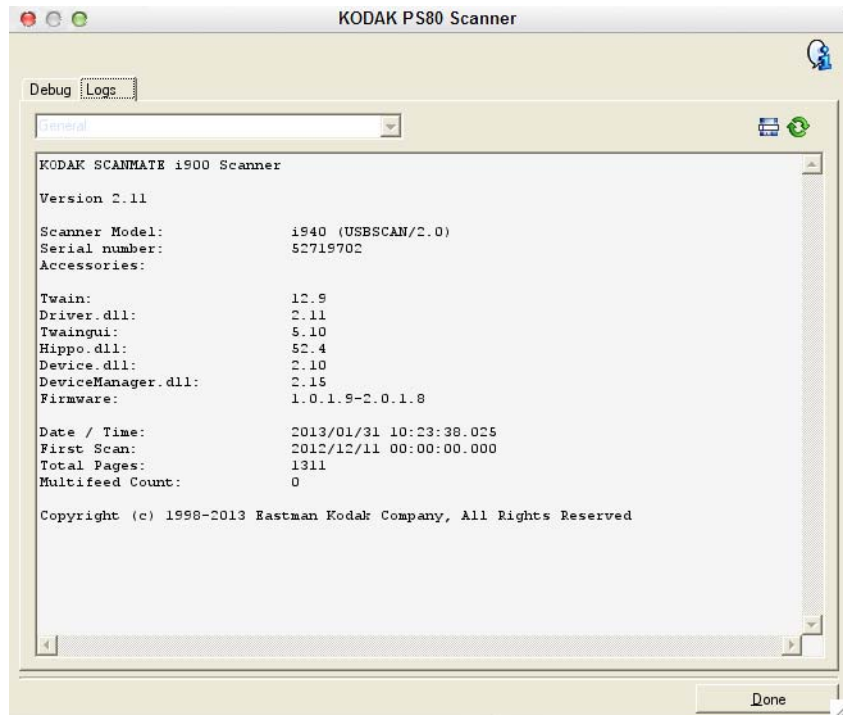 KODAK PS80 Scanner
Debug Logs
General
KODAK SCANMATE i900 Scanner
Version 2.11
Scanner Model: i940 (USBSCAN/2.0)
Serial number: 52719702
Accessories:
Twain: 12.9
Driver.dll: 2.11
Twaingui: 5.10
Hippo.dll: 52.4
Device.dll: 2.10
DeviceManager.dll: 2.15
Firmware: 1.0.1.9-2.0.1.8
Date / Time: 2013/01/31 10:23:38.025
First Scan: 2012/12/11 00:00:00.000
Total Pages: 1311
Multifeed Count: 0
Copyright (c) 1998-2013 Eastman Kodak Company, All Rights Reserved
Done